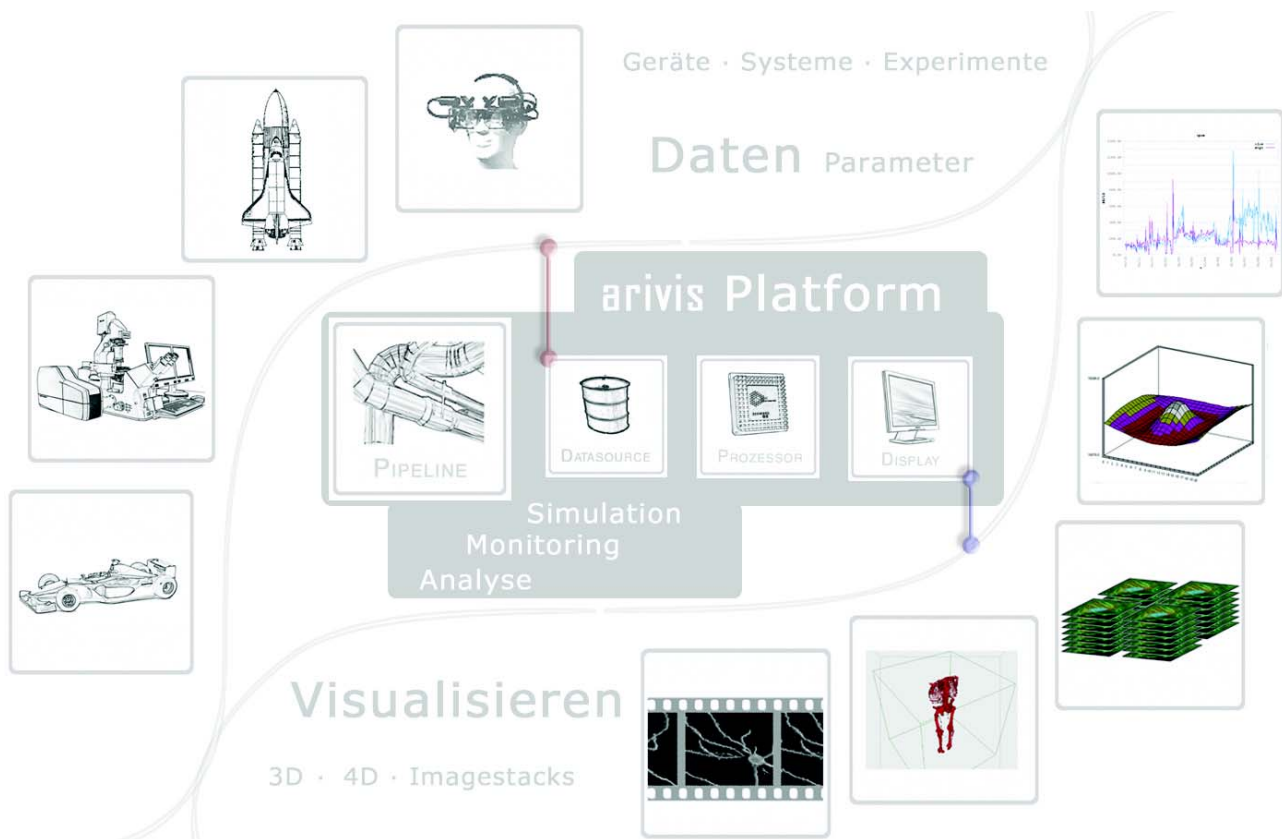 Geräte · Systeme · Experimente
Daten Parameter
arivis Platform
PIPELINE
DATASOURCE
PROZESSOR
DISPLAY
Simulation
Monitoring
Analyse
Visualisieren
3D · 4D · Imagestacks